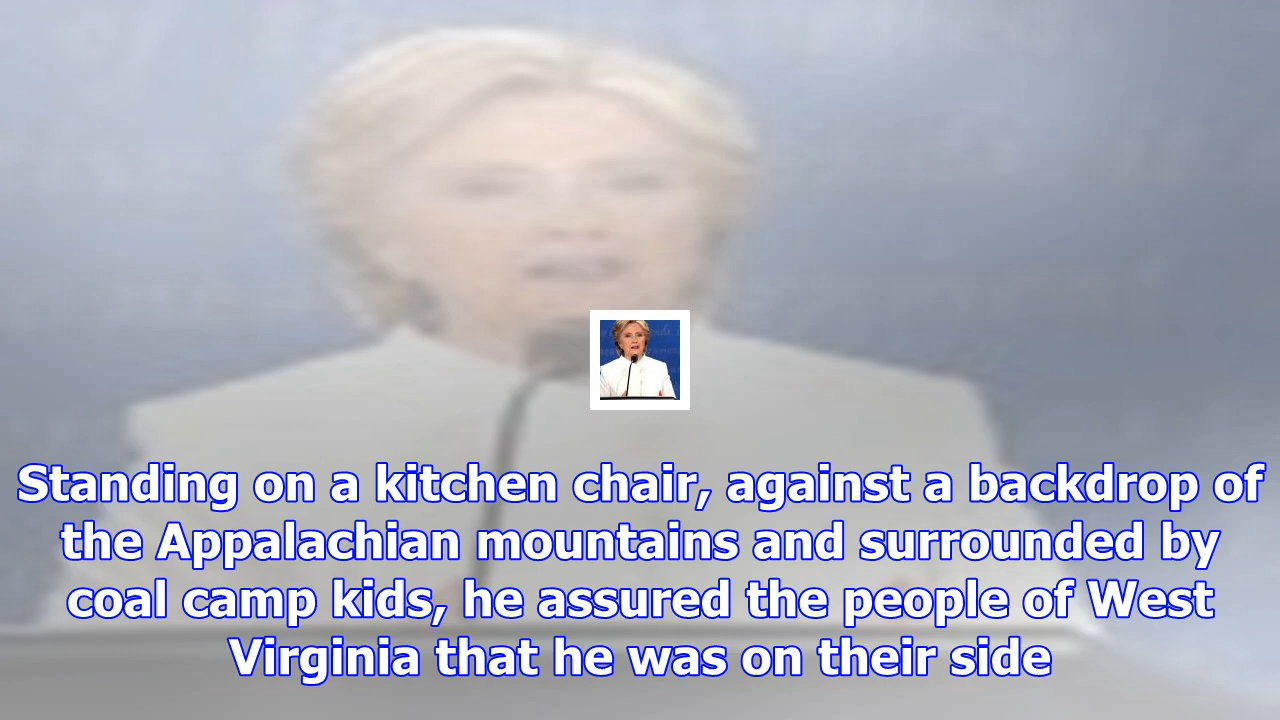 Standing on a kitchen chair, against a backdrop of
the Appalachian mountains and surrounded by
coal camp kids, he assured the people of West
Virginia that he was on their side